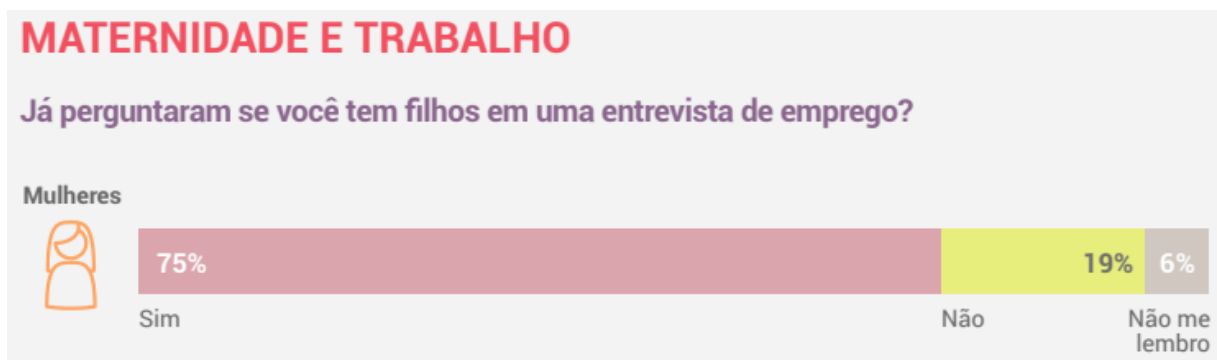 MATERNIDADE E TRABALHO
Já perguntaram se você tem filhos em uma entrevista de emprego?
Mulheres
75%
19%
6%
Sim
Não
Não me
lembro